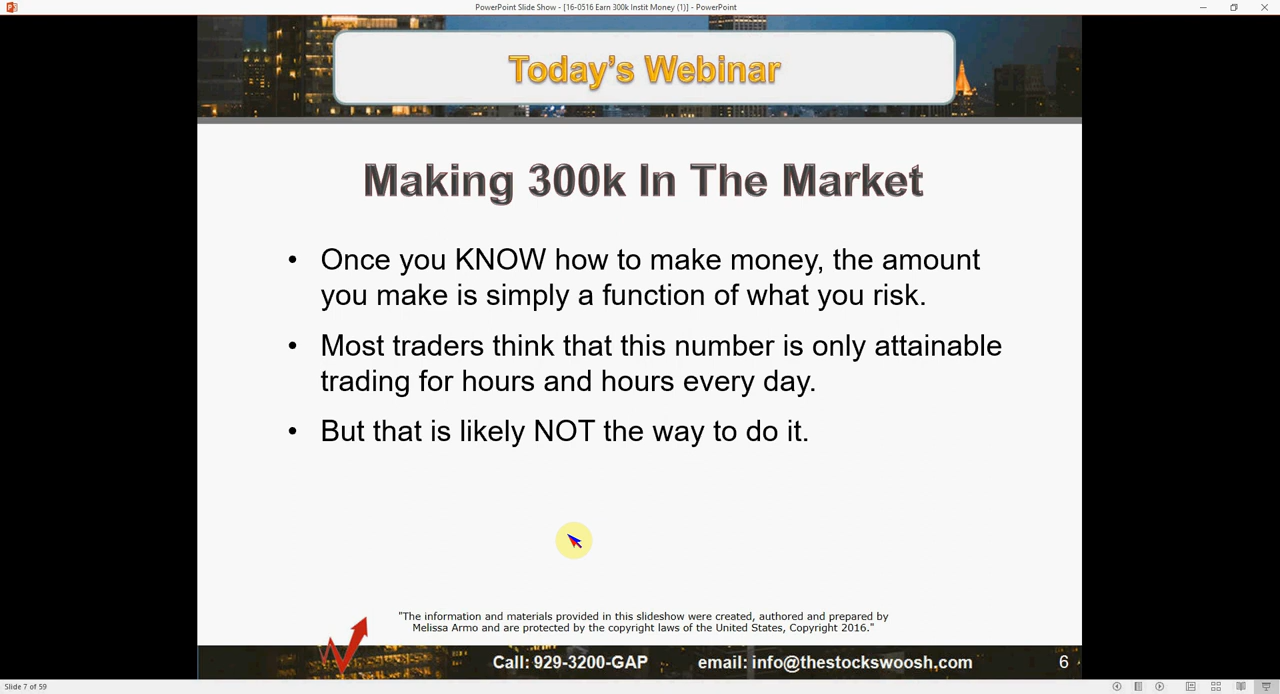 PowerPoint Slide Show - [16-0516 Earn 300k Instit Money (1)] - PowerPoint
Today's Webinar
Making 300k In The Market
• Once you KNOW how to make money, the amount
you make is simply a function of what you risk.
• Most traders think that this number is only attainable
trading for hours and hours every day.
• But that is likely NOT the way to do it.
"The information and materials provided in this slideshow were created, authored and prepared by
Melissa Armo and are protected by the copyright laws of the United States, Copyright 2016."
Call: 929-3200-GAP email: info@thestockswoosh.com 6
Slide 7 of 59